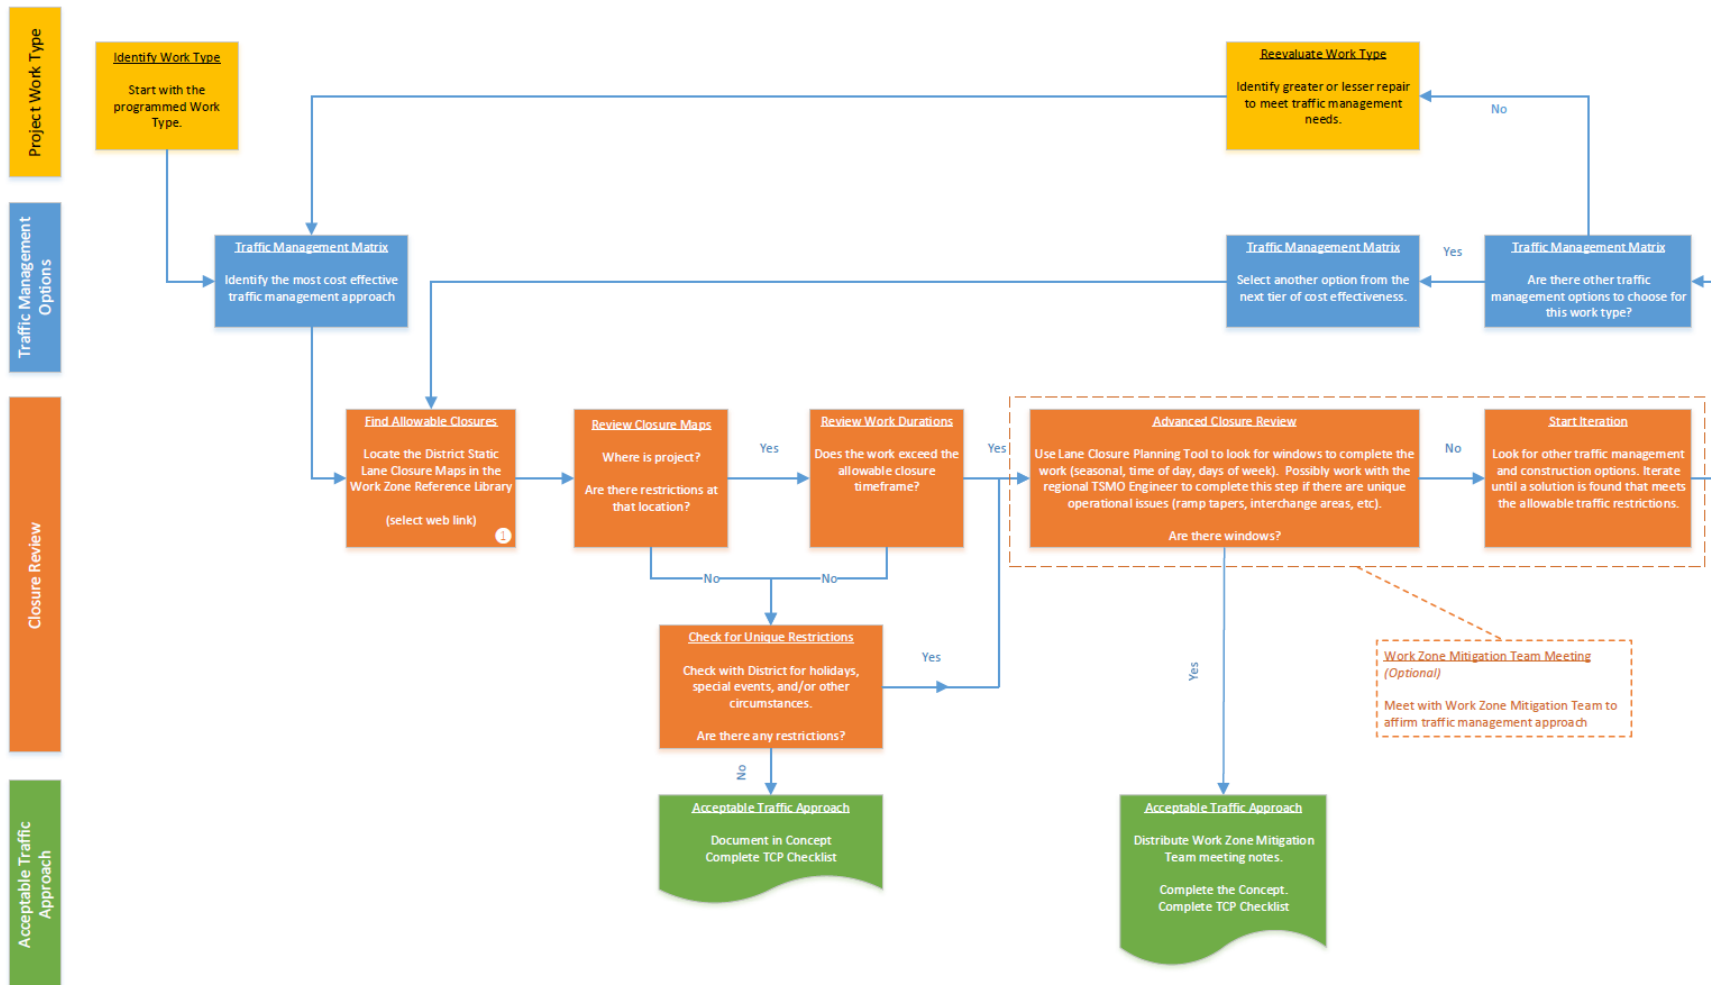 Project Work Type
Identify Work Type
Start with the
programmed Work
Type.
Reevaluate Work Type
Identify greater or lesser repair
to meet traffic management
needs.
No
Traffic Management
Options
Traffic Management Matrix
Identify the most cost effective
traffic management approach
Traffic Management Matrix
Select another option from the
next tier of cost effectiveness.
Yes
Traffic Management Matrix
Are there other traffic
management options to choose for
this work type?
Closure Review
Find Allowable Closures
Locate the District Static
Lane Closure Maps in the
Work Zone Reference Library
(select web link)
1
Review Closure Maps
Where is project?
Are there restrictions at
that location?
Yes
Review Work Durations
Does the work exceed the
allowable closure
timeframe?
Yes
Advanced Closure Review
Use Lane Closure Planning Tool to look for windows to complete the
work (seasonal, time of day, days of week). Possibly work with the
regional TSMO Engineer to complete this step if there are unique
operational issues (ramp tapers, interchange areas, etc).
Are there windows?
No
Start Iteration
Look for other traffic management
and construction options. Iterate
until a solution is found that meets
the allowable traffic restrictions.
No
No
Check for Unique Restrictions
Check with District for holidays,
special events, and/or other
circumstances.
Are there any restrictions?
Yes
Yes
Work Zone Mitigation Team Meeting
(Optional)
Meet with Work Zone Mitigation Team to
affirm traffic management approach
No
Acceptable Traffic
Approach
Acceptable Traffic Approach
Document in Concept
Complete TCP Checklist
Acceptable Traffic Approach
Distribute Work Zone Mitigation
Team meeting notes.
Complete the Concept.
Complete TCP Checklist